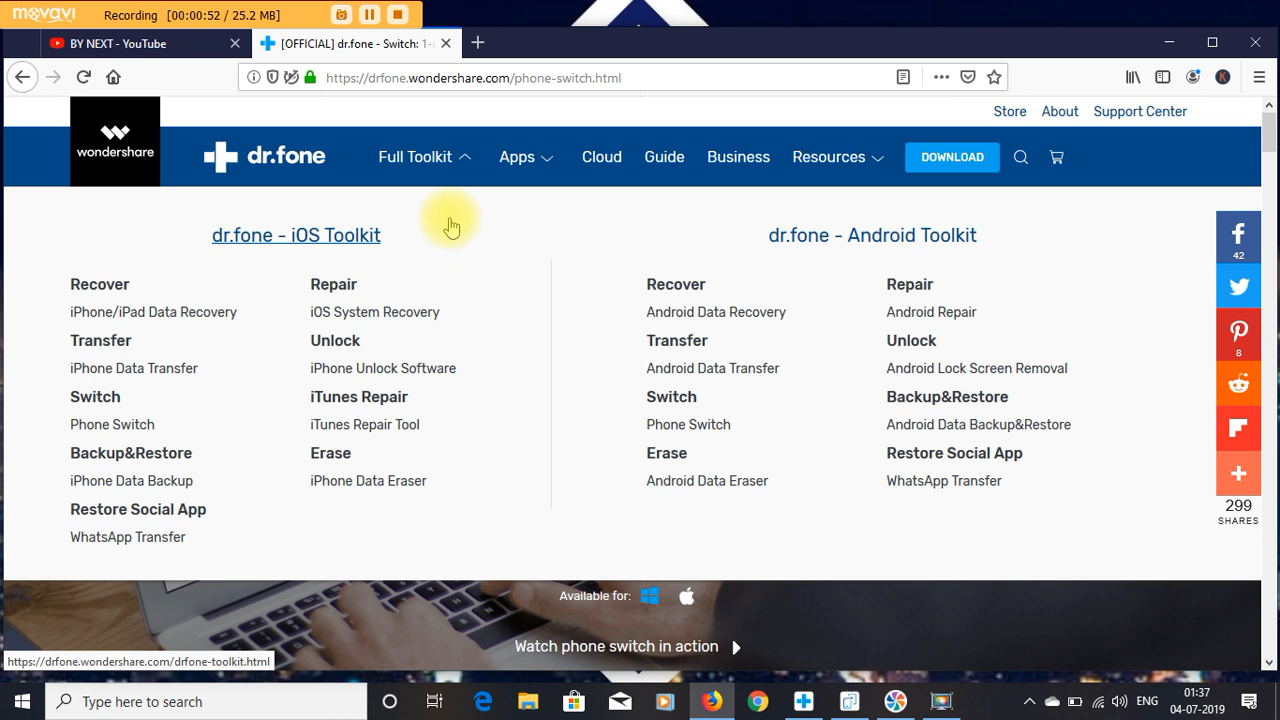 movavi
Recording [00:00:52 / 25.2 MB]
BY NEXT - YouTube
[OFFICIAL] dr.fone - Switch: 1-
https://drfone.wondershare.com/phone-switch.html
K
Store About Support Center
wondershare
dr.fone
Full Toolkit Apps Cloud Guide Business Resources DOWNLOAD
dr.fone - iOS Toolkit
dr.fone - Android Toolkit
Recover
iPhone/iPad Data Recovery
Transfer
iPhone Data Transfer
Switch
Phone Switch
Backup&Restore
iPhone Data Backup
Restore Social App
WhatsApp Transfer
Repair
iOS System Recovery
Unlock
iPhone Unlock Software
iTunes Repair
iTunes Repair Tool
Erase
iPhone Data Eraser
Recover
Android Data Recovery
Transfer
Android Data Transfer
Switch
Phone Switch
Erase
Android Data Eraser
Repair
Android Repair
Unlock
Android Lock Screen Removal
Backup&Restore
Android Data Backup&Restore
Restore Social App
WhatsApp Transfer
42
8
299
SHARES
Available for:
Watch phone switch in action
https://drfone.wondershare.com/drfone-toolkit.html
Type here to search
ENG
01:37
04-07-2019